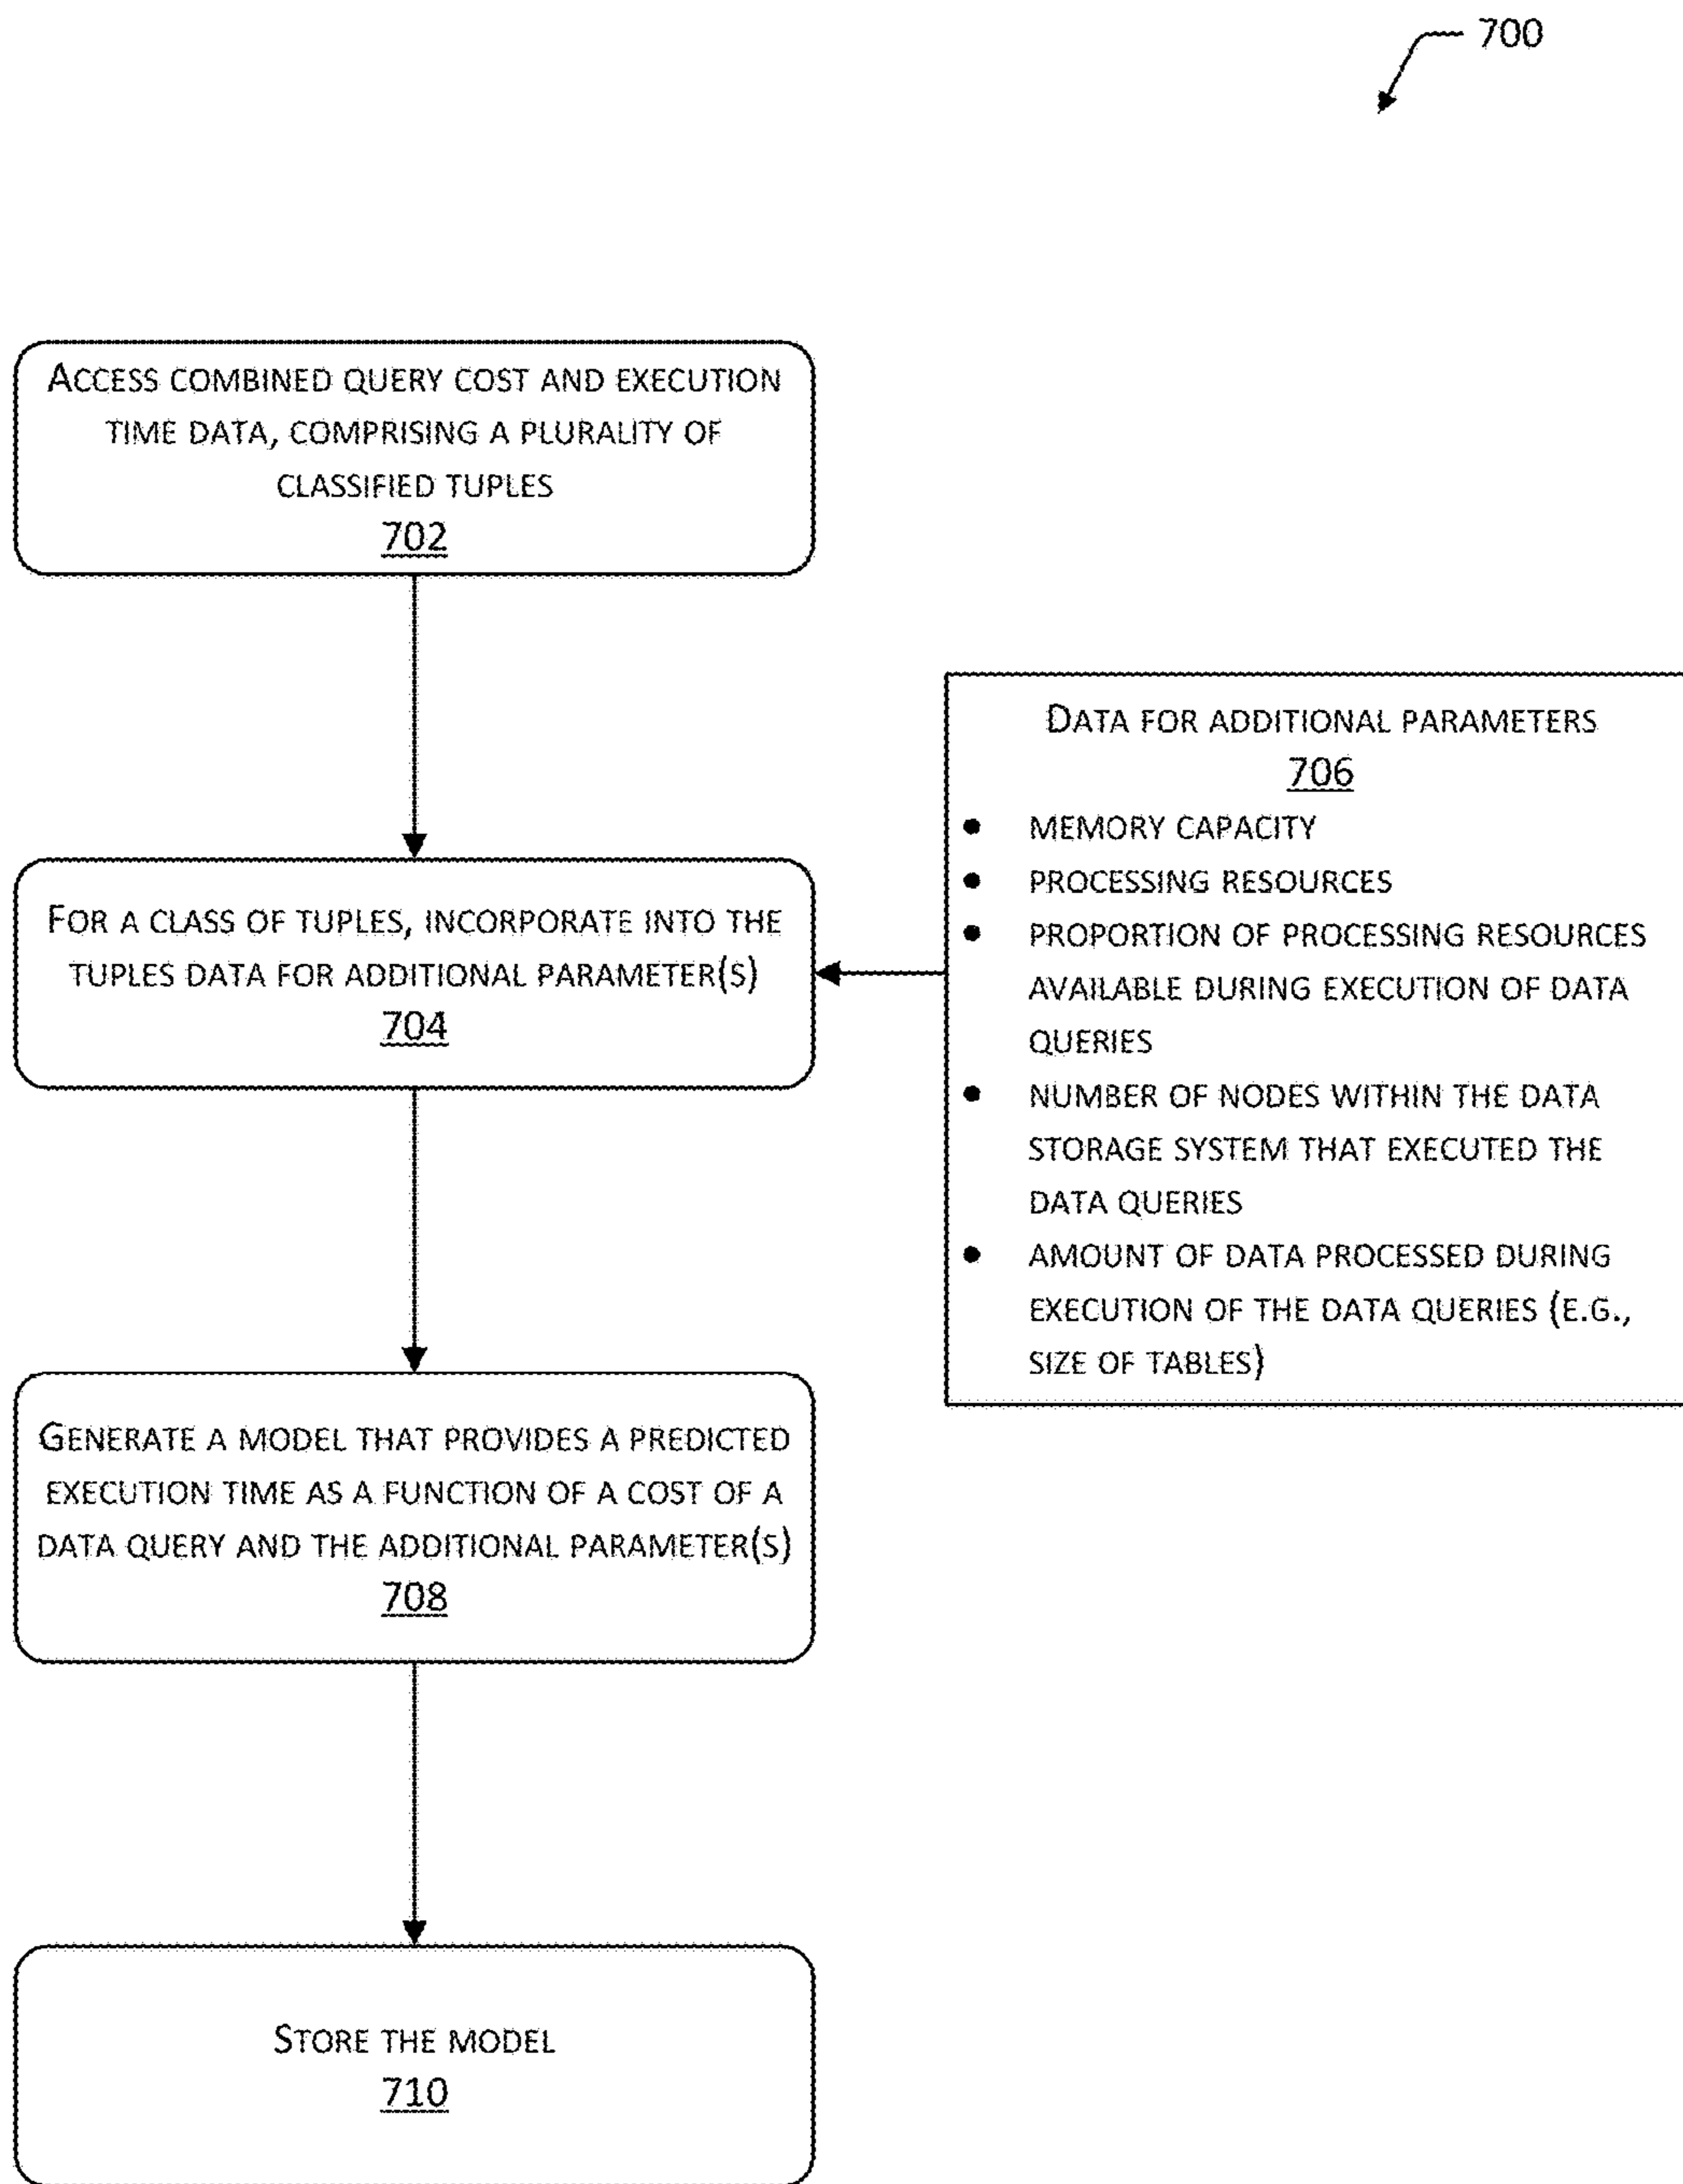 700
ACCESS COMBINED QUERY COST AND EXECUTION
TIME DATA, COMPRISING A PLURALITY OF
CLASSIFIED TUPLES
702
FOR A CLASS OF TUPLES, INCORPORATE INTO THE
TUPLES DATA FOR ADDITIONAL PARAMETER(S)
704
DATA FOR ADDITIONAL PARAMETERS
706
• MEMORY CAPACITY
• PROCESSING RESOURCES
• PROPORTION OF PROCESSING RESOURCES
AVAILABLE DURING EXECUTION OF DATA
QUERIES
• NUMBER OF NODES WITHIN THE DATA
STORAGE SYSTEM THAT EXECUTED THE
DATA QUERIES
• AMOUNT OF DATA PROCESSED DURING
EXECUTION OF THE DATA QUERIES (E.G.,
SIZE OF TABLES)
GENERATE A MODEL THAT PROVIDES A PREDICTED
EXECUTION TIME AS A FUNCTION OF A COST OF A
DATA QUERY AND THE ADDITIONAL PARAMETER(S)
708
STORE THE MODEL
710